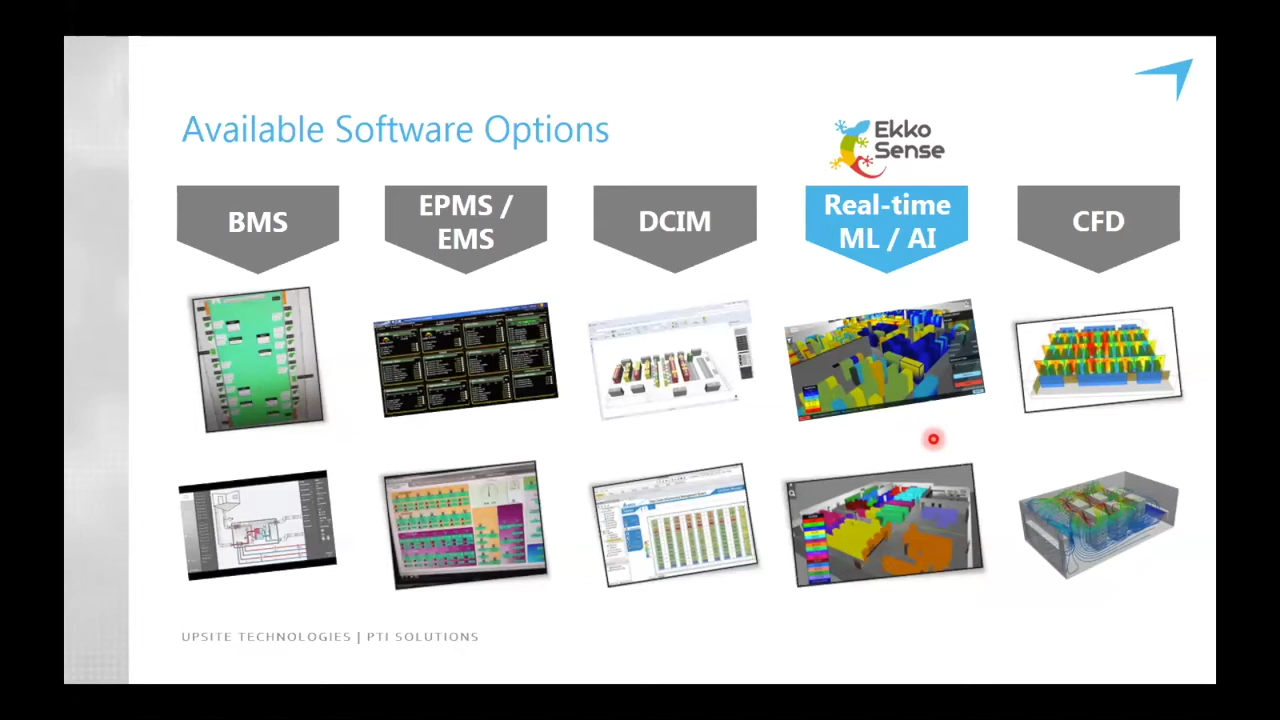 Available Software Options
Ekko
Sense
BMS
EPMS /
EMS
DCIM
Real-time
ML / AI
CFD
UPSITE TECHNOLOGIES | PTI SOLUTIONS